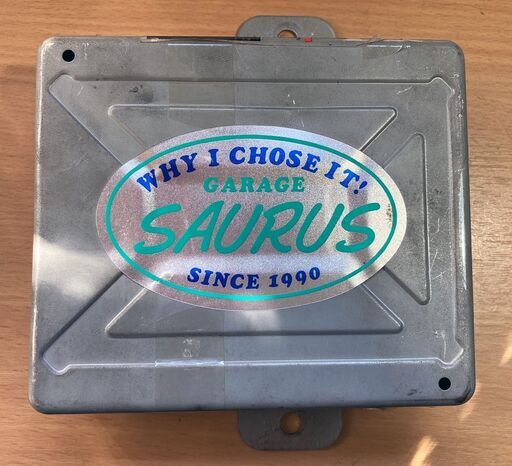 WHY I CHOSE IT!
GARAGE
SAURUS
SINCE 1990